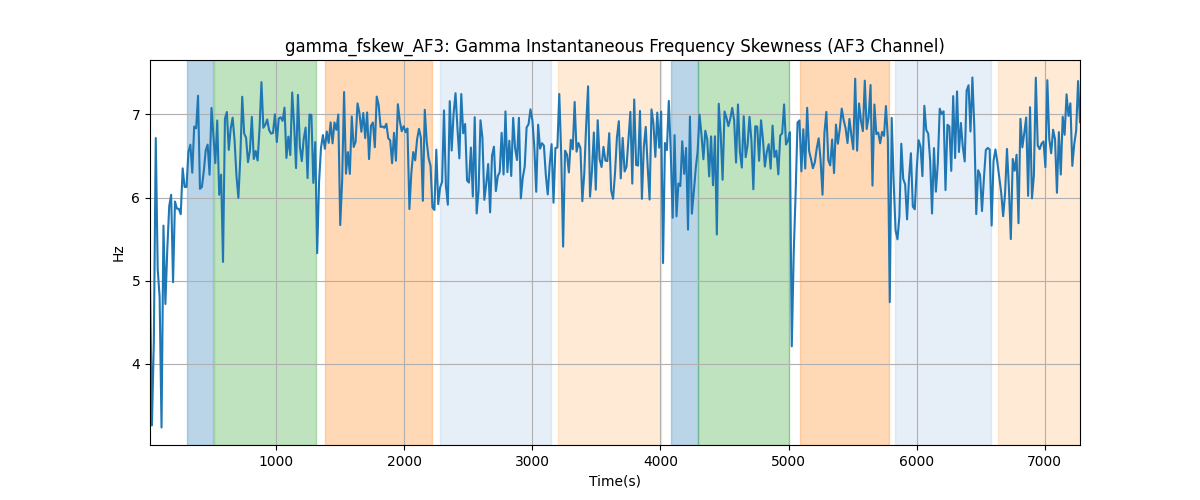 gamma_fskew_AF3: Gamma Instantaneous Frequency Skewness (AF3 Channel)
7
6
5
4
Hz
1000 2000 3000 4000 5000 6000 7000
Time(s)